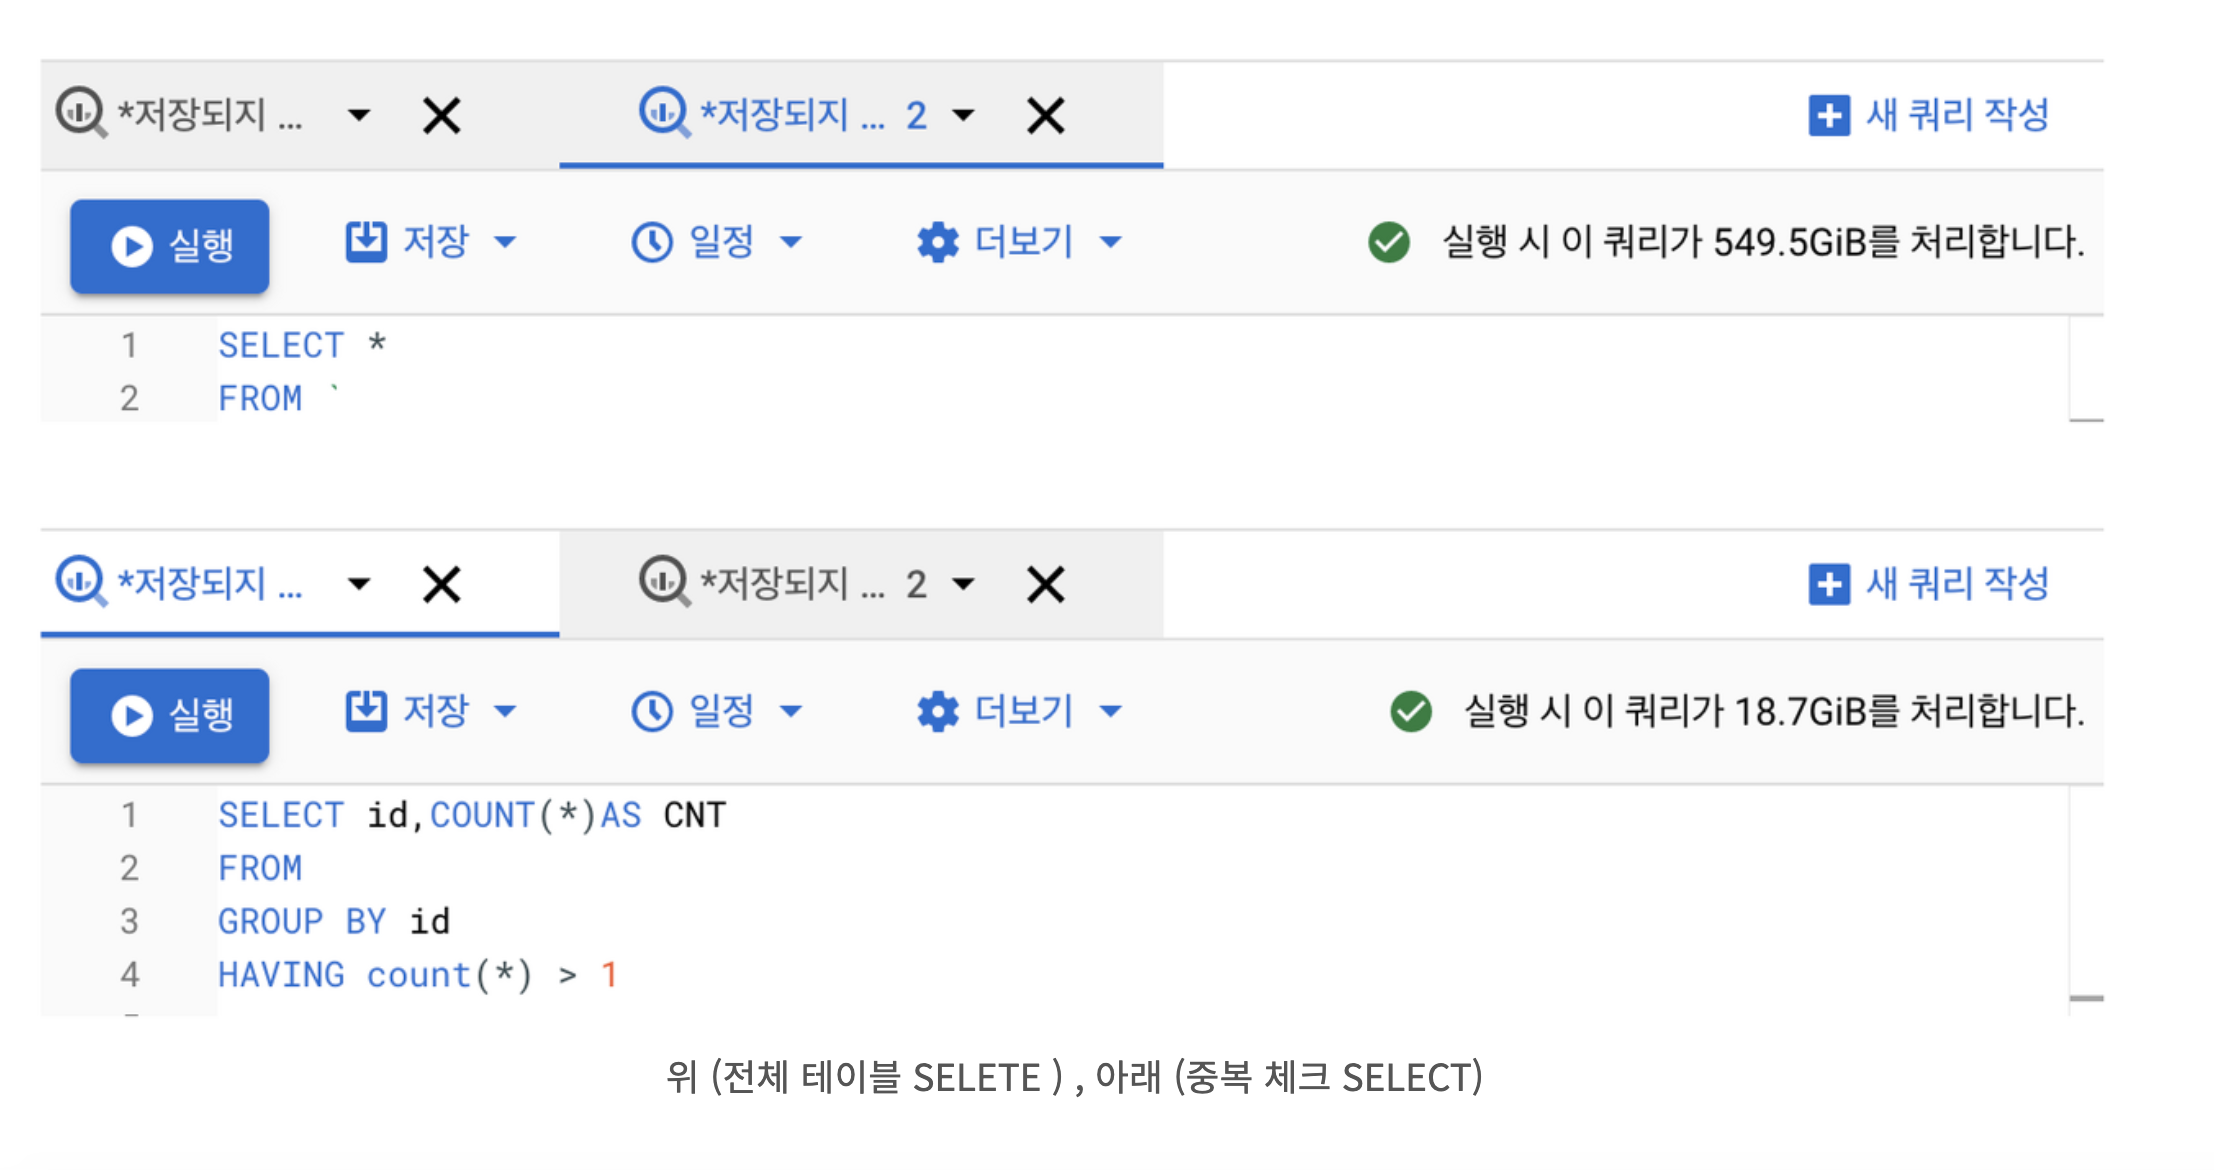 *저장되지 ... *저장되지 ... 2 새 쿼리 작성
실행 저장 일정 더보기 실행 시 이 쿼리가 549.5GiB를 처리합니다.
1 SELECT *
2 FROM `
*저장되지 ... *저장되지 ... 2 새 쿼리 작성
실행 저장 일정 더보기 실행 시 이 쿼리가 18.7GiB를 처리합니다.
1 SELECT id,COUNT(*)AS CNT
2 FROM
3 GROUP BY id
4 HAVING count(*) > 1
위 (전체 테이블 SELETE ) , 아래 (중복 체크 SELECT)